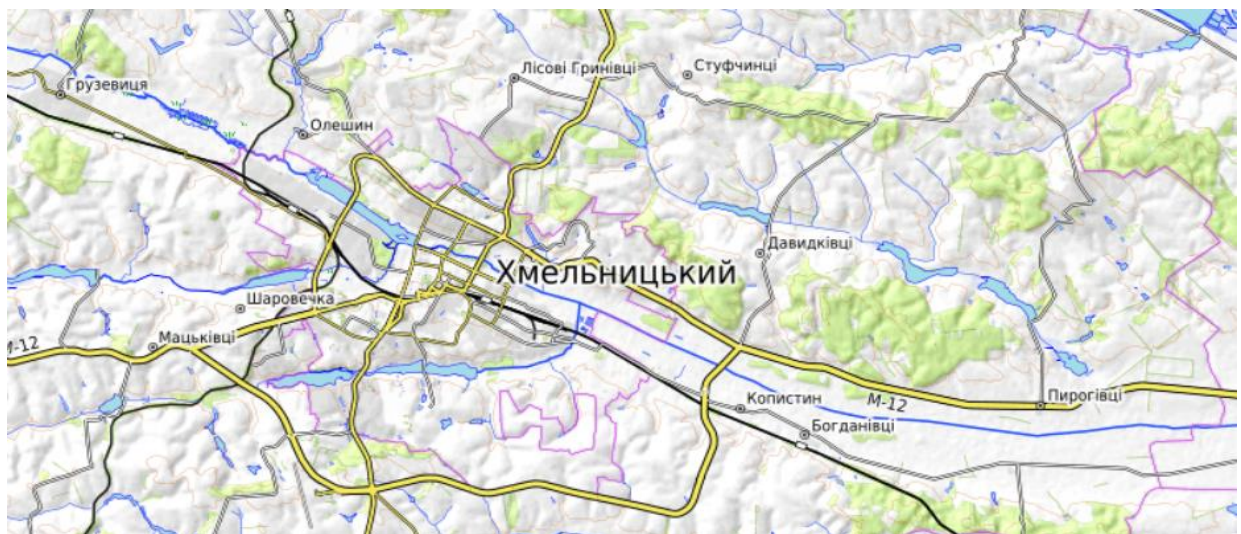 Грузевиця
Лісові Гринівці
Стуфчинці
Олешин
Давидківці
Хмельницький
Шаровечка
Мацьківці
М-12
Копистин
М-12
Пирогівці
Богданівці